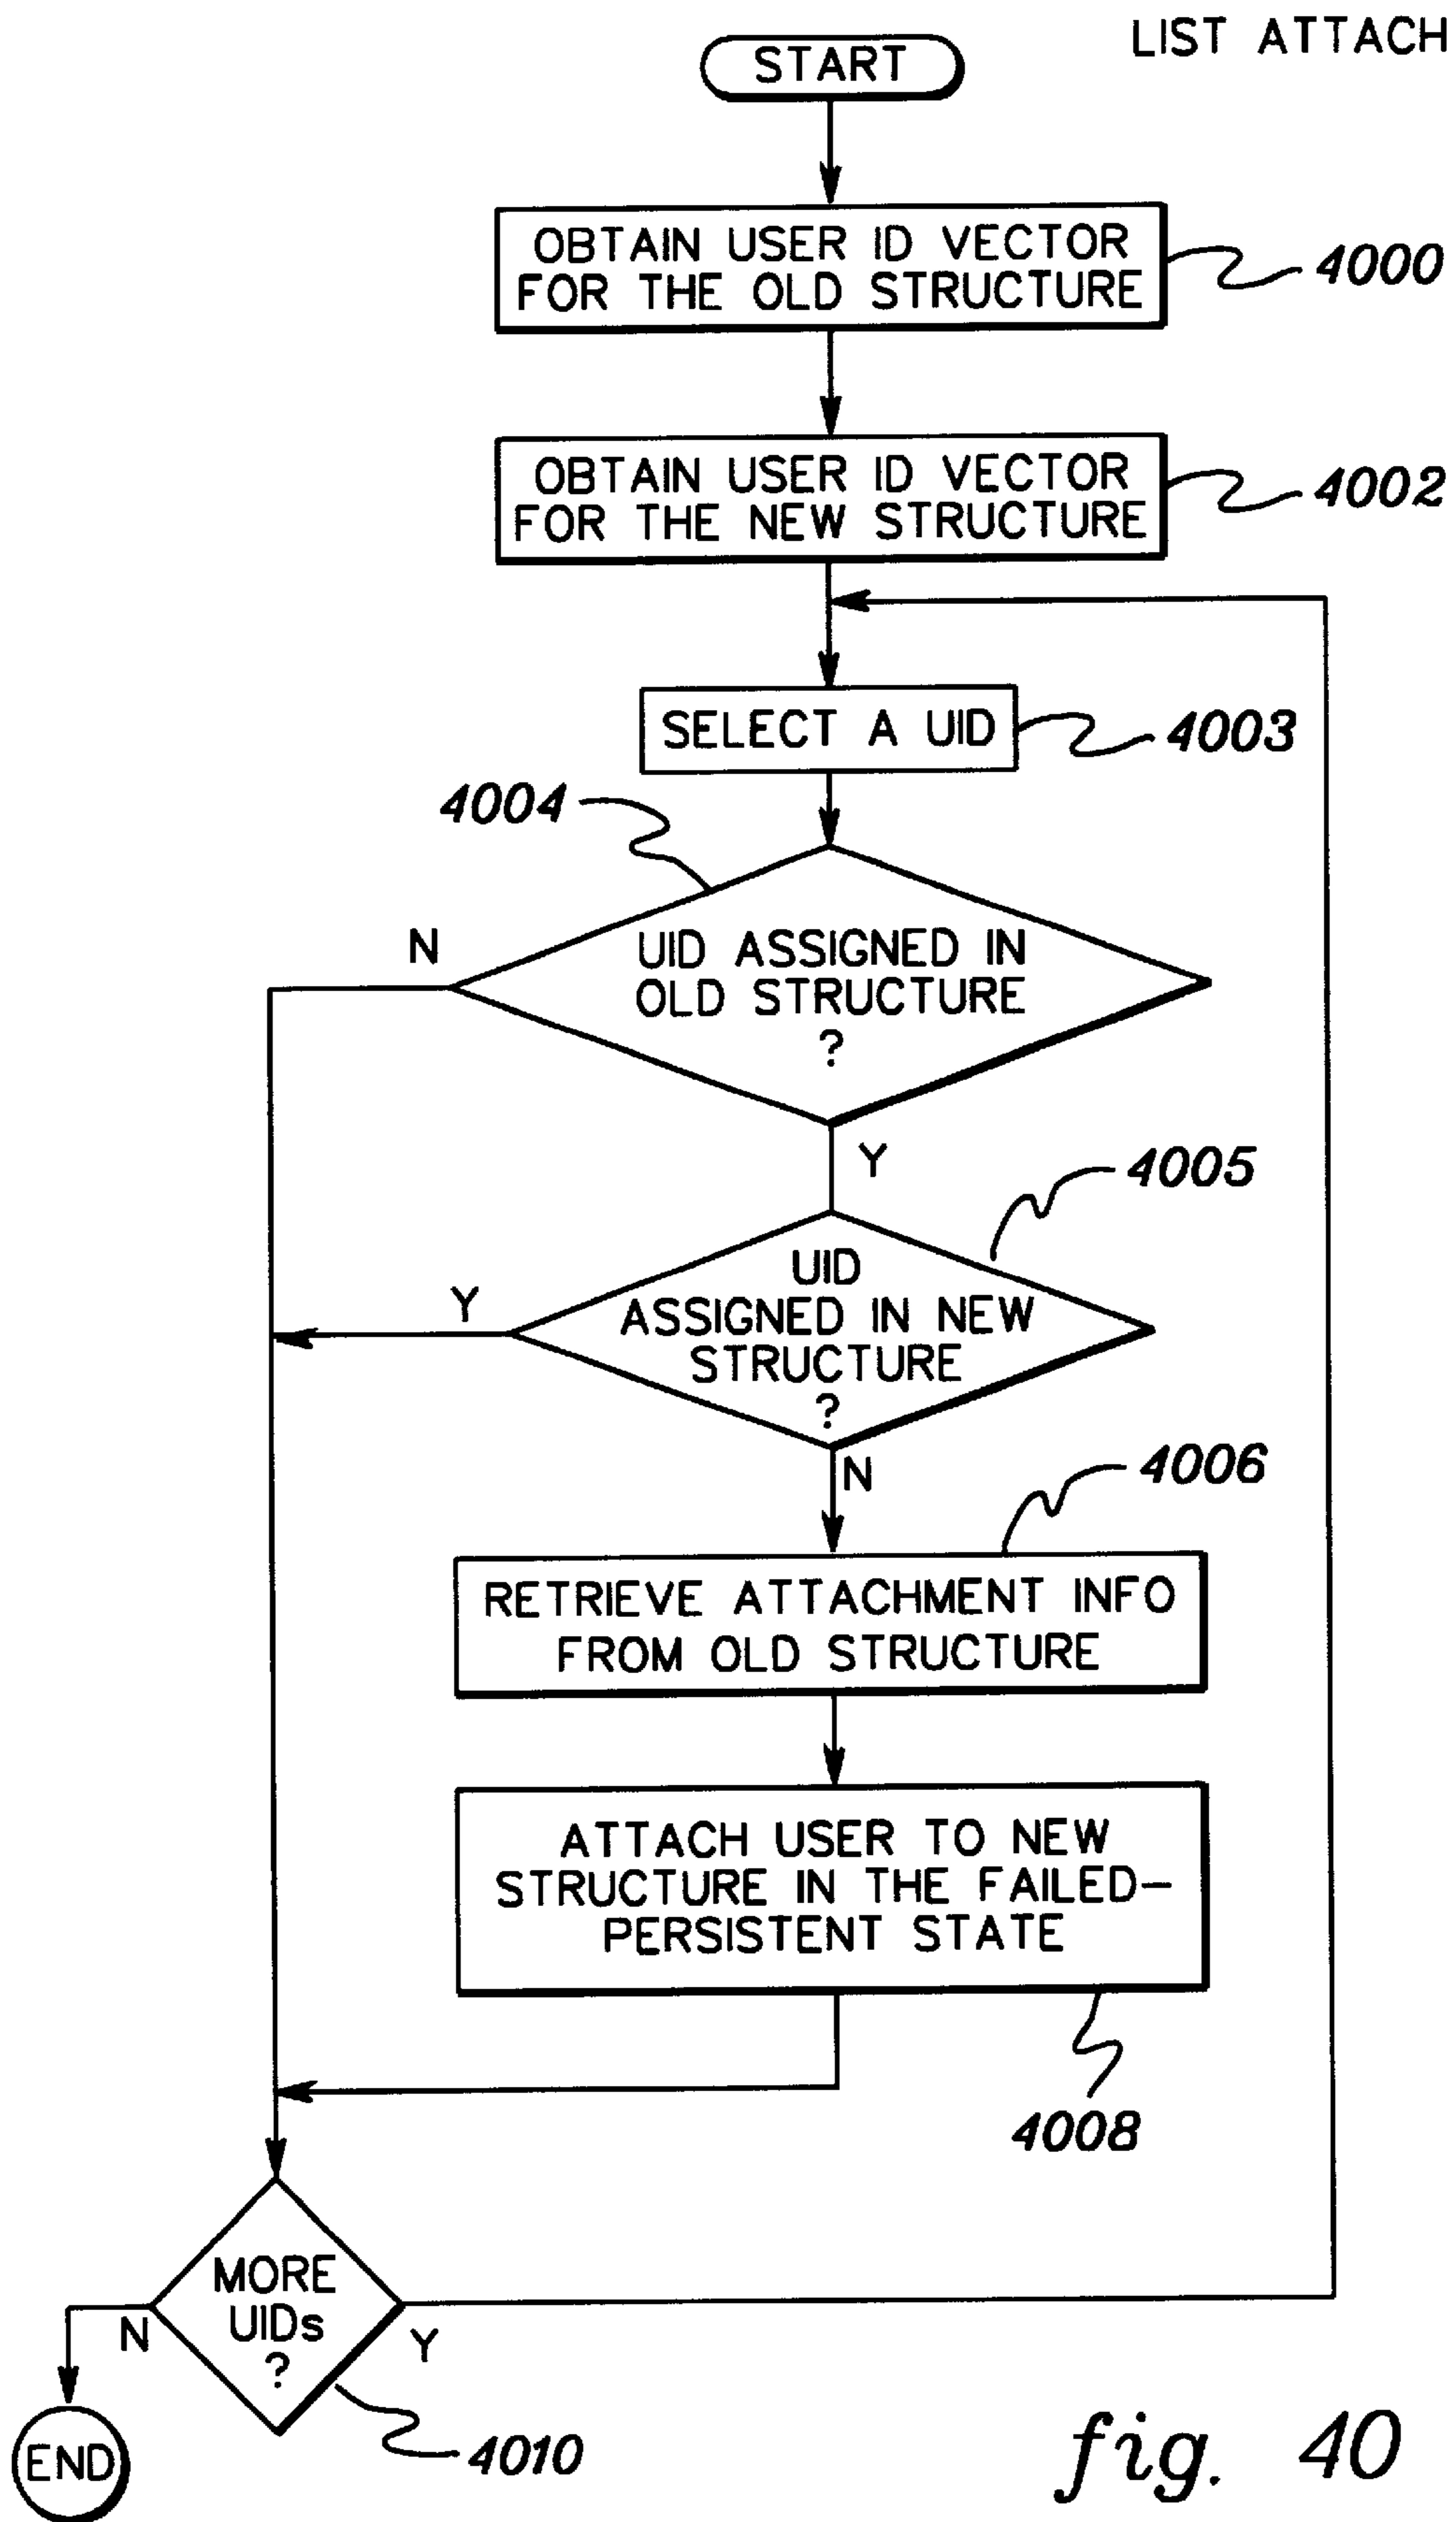 LIST ATTACH
START
OBTAIN USER ID VECTOR
FOR THE OLD STRUCTURE
4000
OBTAIN USER ID VECTOR
FOR THE NEW STRUCTURE
4002
SELECT A UID
4003
4004
N
UID ASSIGNED IN
OLD STRUCTURE
?
Y
4005
Y
UID
ASSIGNED IN NEW
STRUCTURE
?
N
4006
RETRIEVE ATTACHMENT INFO
FROM OLD STRUCTURE
ATTACH USER TO NEW
STRUCTURE IN THE FAILED-
PERSISTENT STATE
4008
MORE
UIDs
?
N
Y
4010
END
fig. 40